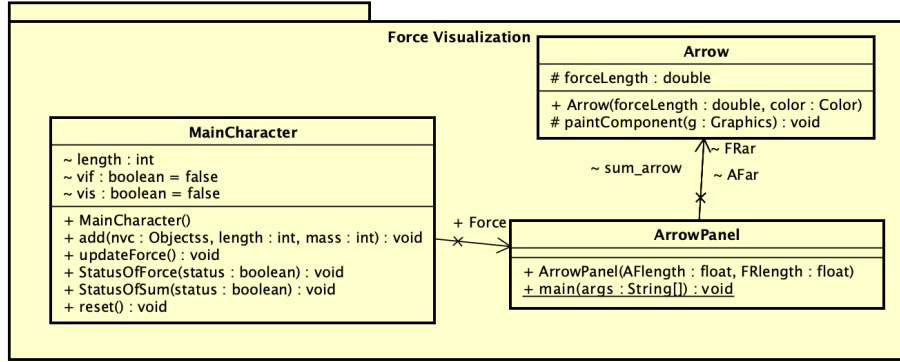 Force Visualization
Arrow
# forceLength : double
+ Arrow(forceLength : double, color : Color)
# paintComponent(g : Graphics) : void
MainCharacter
~ length : int
~ vif : boolean = false
~ vis : boolean = false
+ MainCharacter()
+ add(nvc : Objectss, length : int, mass : int) : void
+ updateForce() : void
+ StatusOfForce(status : boolean) : void
+ StatusOfSum(status : boolean) : void
+ reset() : void
~ FRar
~ sum_arrow
~ AFar
+ Force
ArrowPanel
+ ArrowPanel(AFlength : float, FRlength : float)
+ main(args : String[]) : void